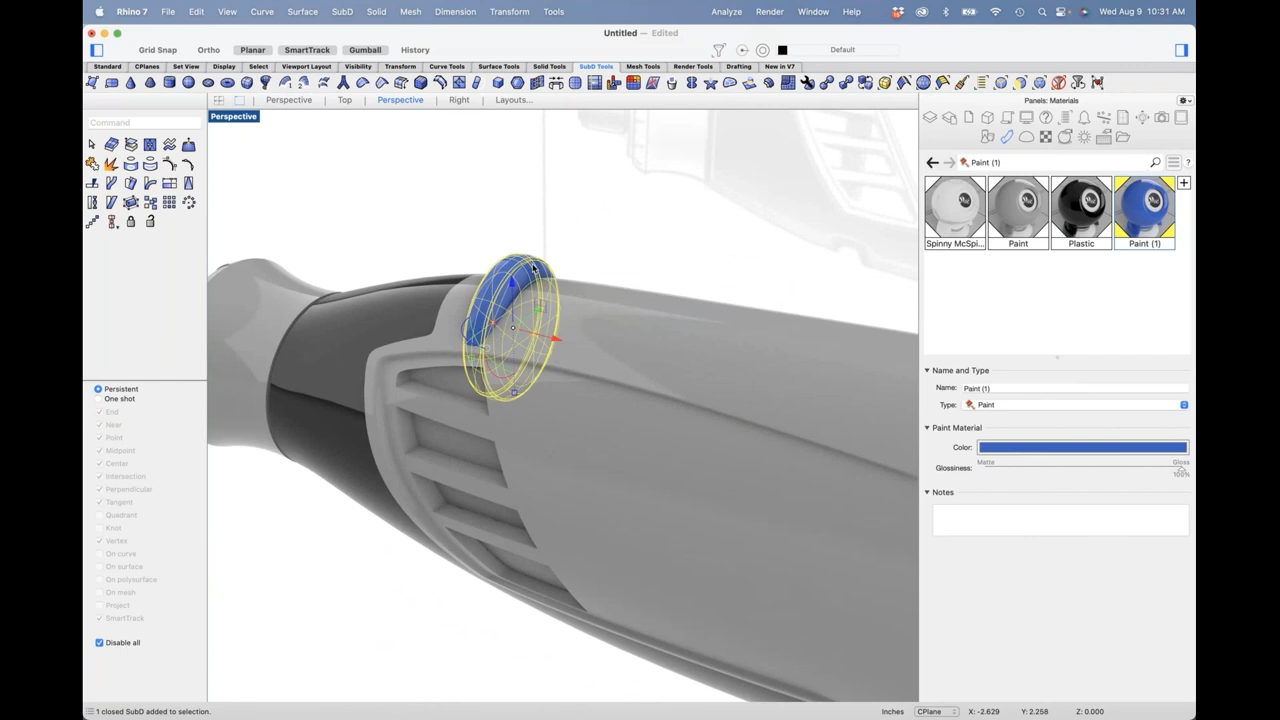 Rhino 7 File Edit View Curve Surface SubD Solid Mesh Dimension Transform Tools Analyze Render Window Help Wed Aug 9 10:31 AM
Untitled — Edited
Grid Snap Ortho Planar SmartTrack Gumball History Default
Standard CPlanes Set View Display Select Viewport Layout Visibility Transform Curve Tools Surface Tools Solid Tools SubD Tools Mesh Tools Render Tools Drafting New in V7
Perspective Top Perspective Right Layouts...
Panels: Materials
Command
Perspective
Paint (1)
?
Spinny McSpi... Paint Plastic Paint (1)
Name and Type
Name: Paint (1)
Type: Paint
Paint Material
Color:
Matte Gloss
Glossiness:
100%
Notes
Persistent
One shot
End
Near
Point
Midpoint
Center
Intersection
Perpendicular
Tangent
Quadrant
Knot
Vertex
On curve
On surface
On polysurface
On mesh
Project
SmartTrack
Disable all
1 closed SubD added to selection. Inches CPlane X: -2.629 Y: 2.258 Z: 0.000